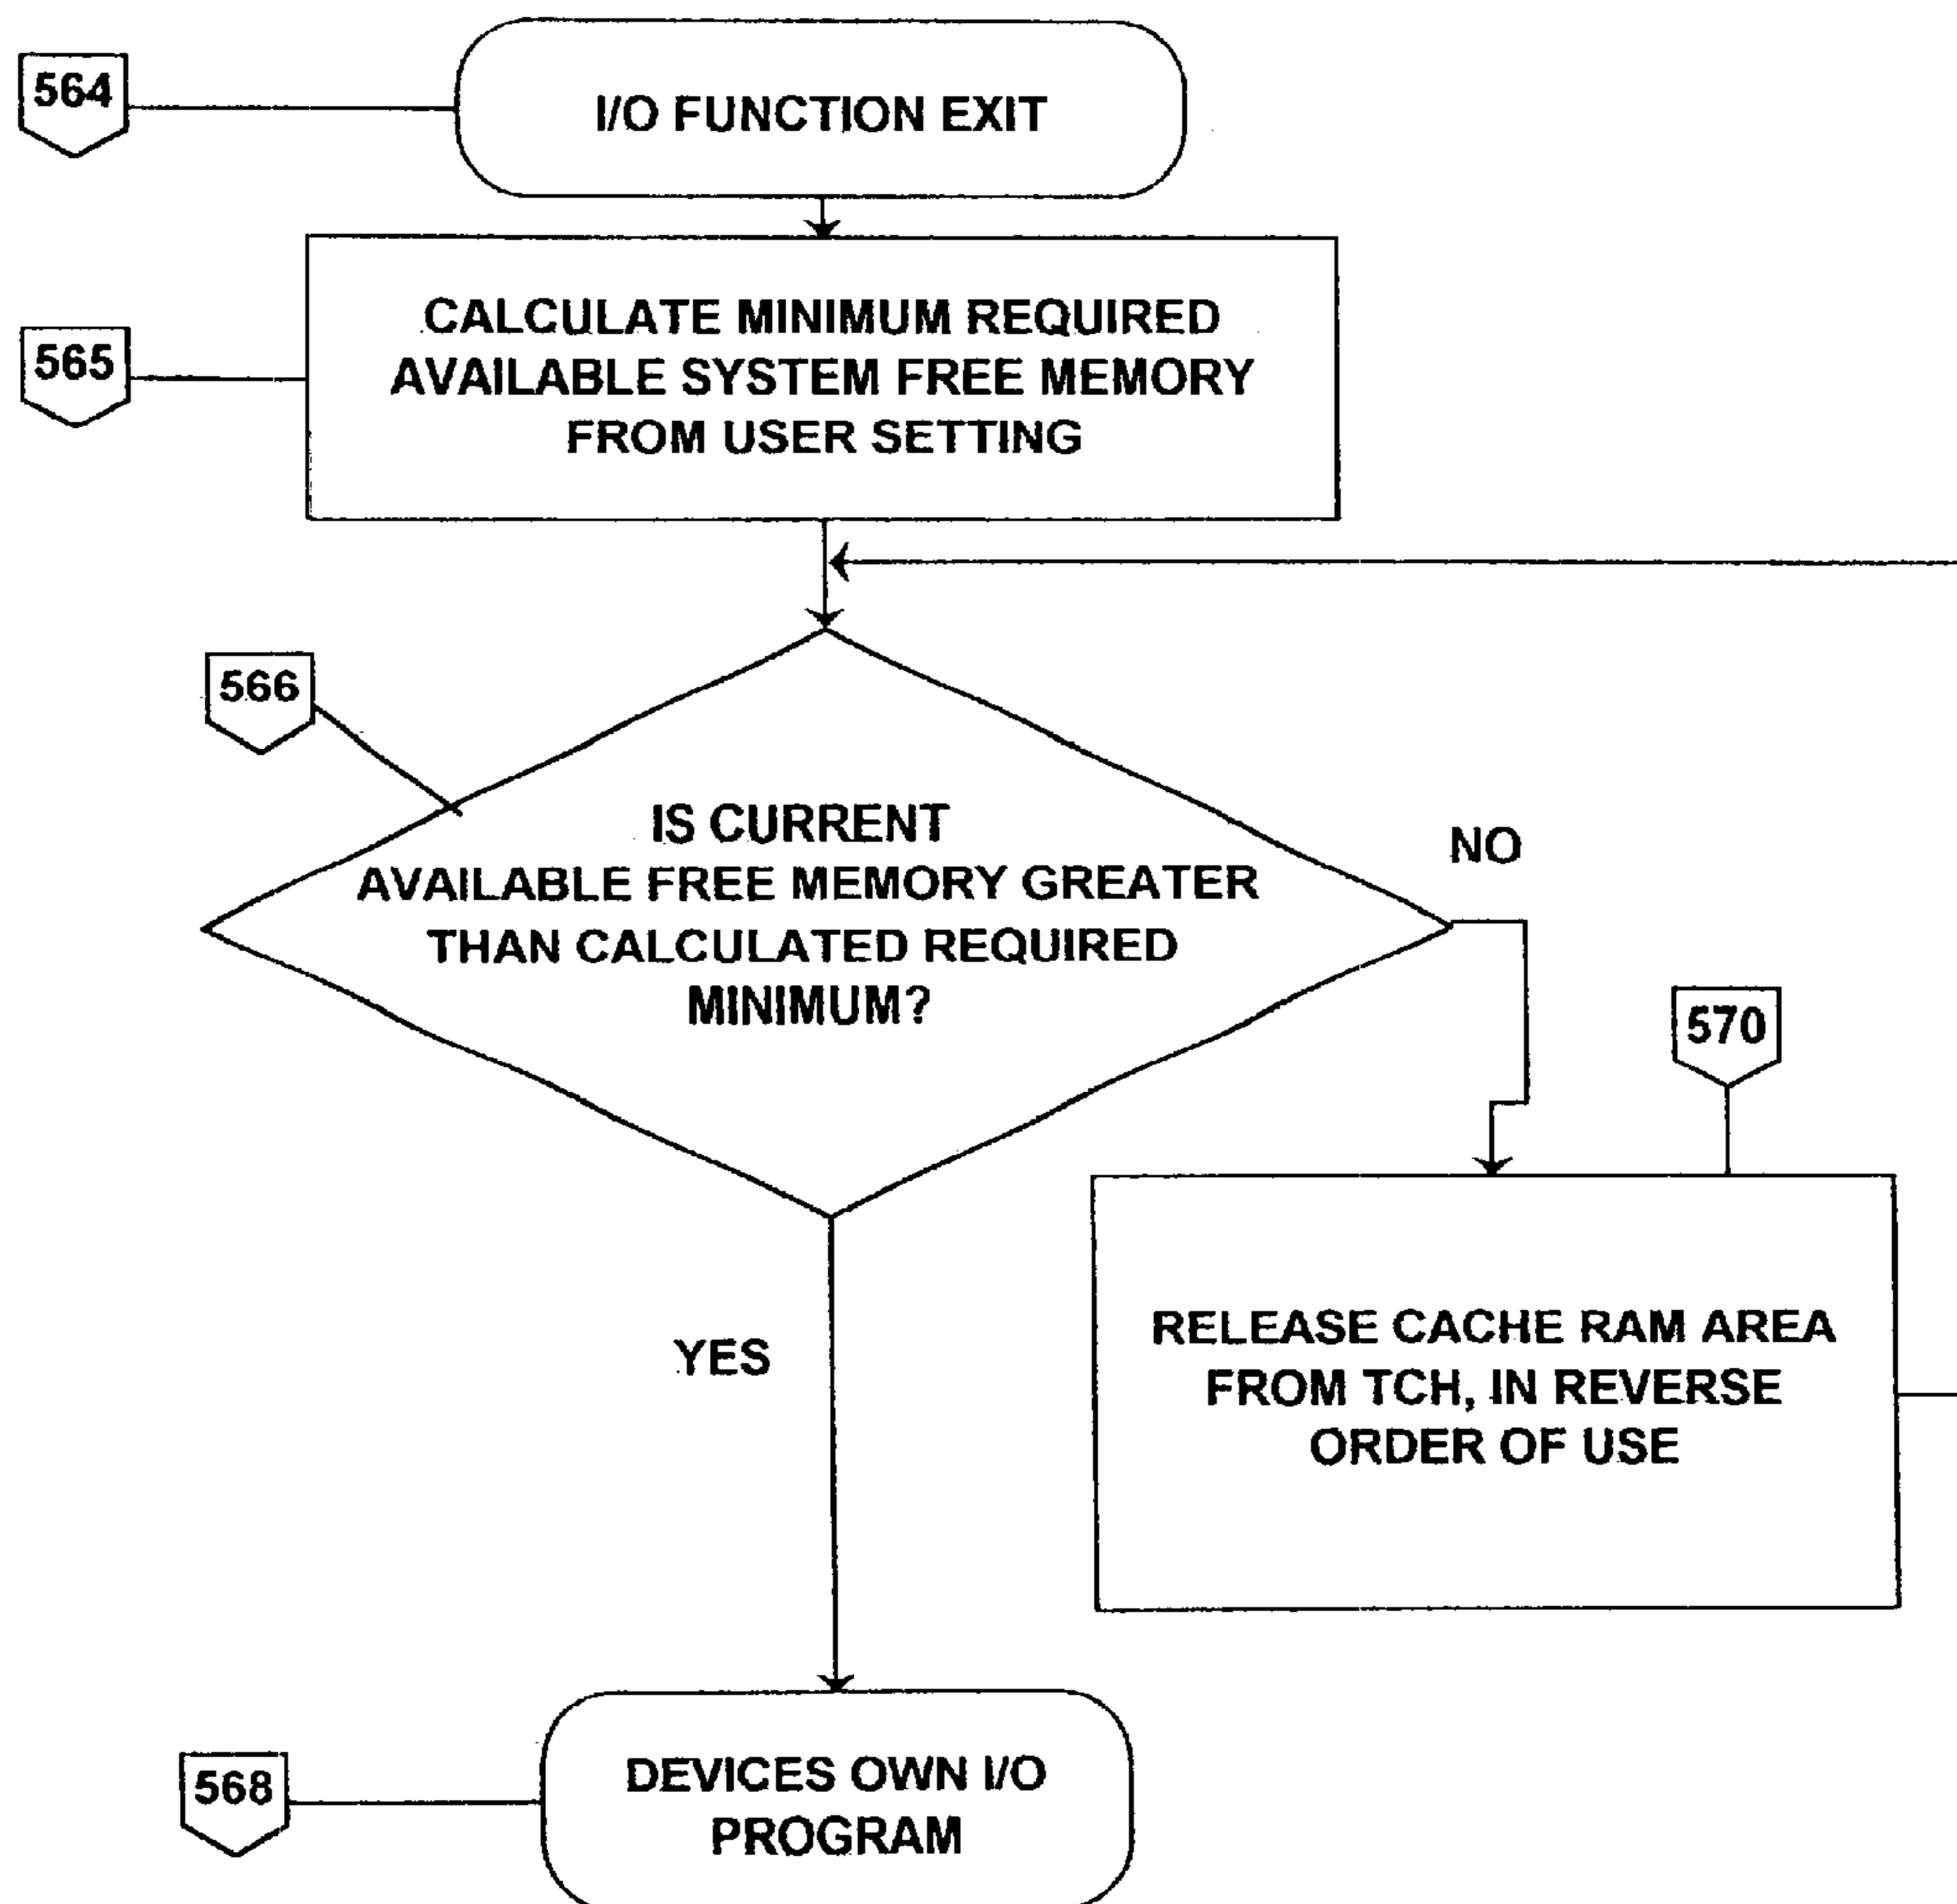 564
I/O FUNCTION EXIT
565
CALCULATE MINIMUM REQUIRED
AVAILABLE SYSTEM FREE MEMORY
FROM USER SETTING
566
IS CURRENT
AVAILABLE FREE MEMORY GREATER
THAN CALCULATED REQUIRED
MINIMUM?
NO
570
RELEASE CACHE RAM AREA
FROM TCH, IN REVERSE
ORDER OF USE
YES
568
DEVICES OWN I/O
PROGRAM